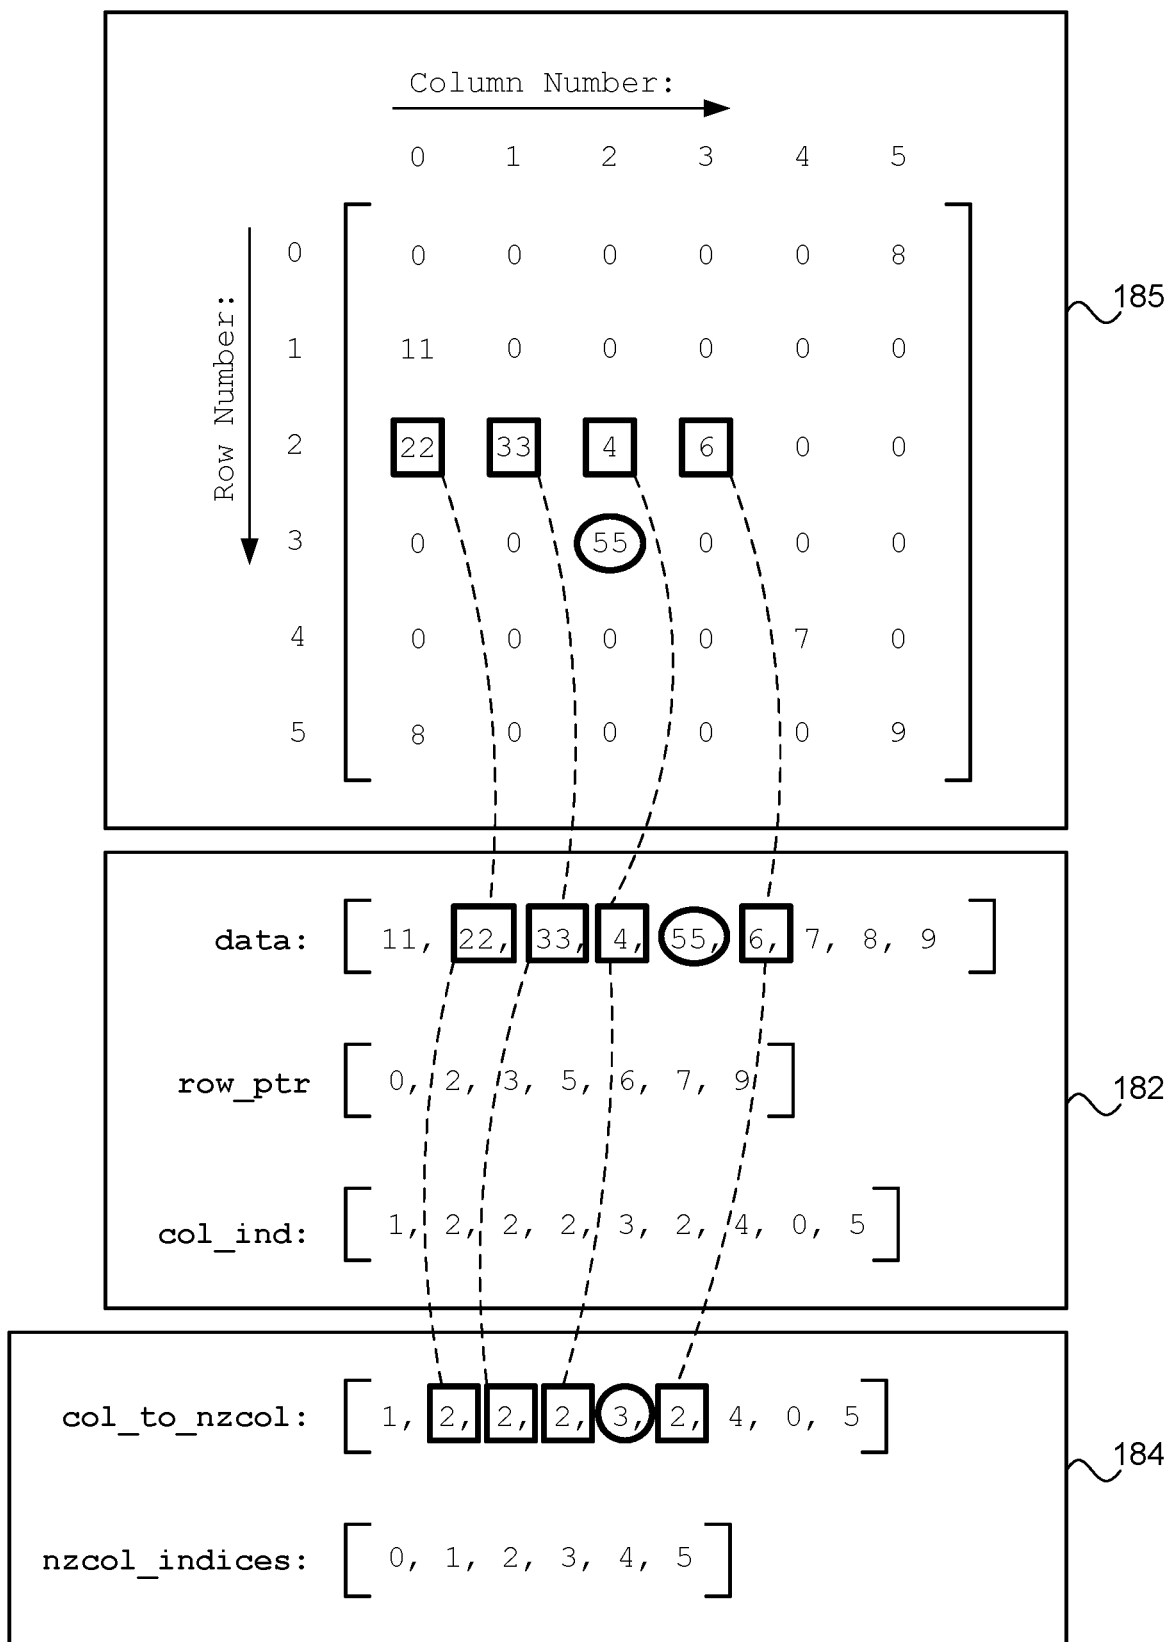 Column Number:
0 1 2 3 4 5
Row Number:
0 0 0 0 0 0 8
185
1 11 0 0 0 0 0
2 22 33 4 6 0 0
3 0 0 55 0 0 0
4 0 0 0 0 7 0
5 8 0 0 0 0 9
data: [ 11, 22, 33, 4, 55, 6, 7, 8, 9 ]
row_ptr [ 0, 2, 3, 5, 6, 7, 9 ]
182
col_ind: [ 1, 2, 2, 2, 3, 2, 4, 0, 5 ]
col_to_nzcol: [ 1, 2, 2, 2, 3, 2, 4, 0, 5 ]
184
nzcol_indices: [ 0, 1, 2, 3, 4, 5 ]